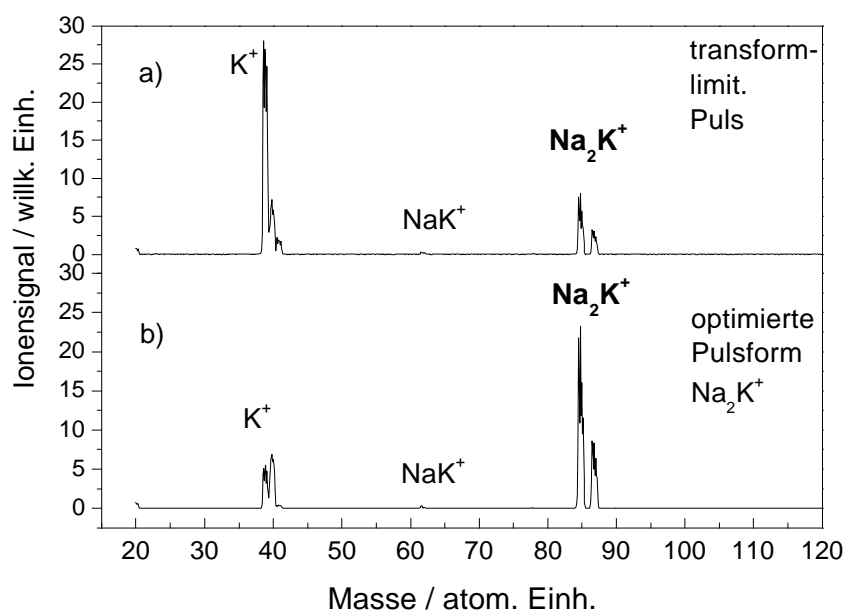 Ionensignal / willk. Einh.
30
25
20
15
10
5
0
a)
K⁺
NaK⁺
Na₂K⁺
transform-
limit.
Puls
30
25
20
15
10
5
0
b)
K⁺
NaK⁺
Na₂K⁺
optimierte
Pulsform
Na₂K⁺
20 30 40 50 60 70 80 90 100 110 120
Masse / atom. Einh.